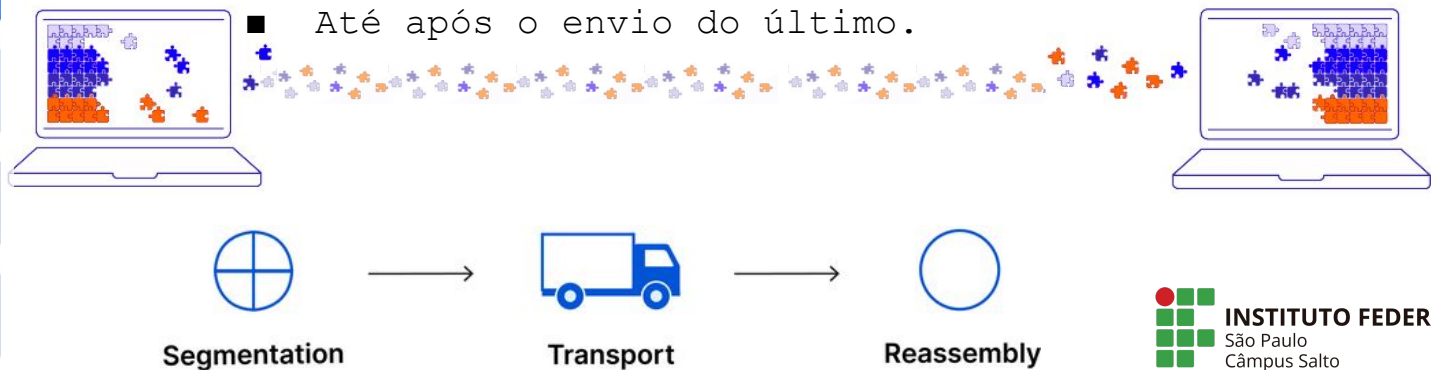 ■ Até após o envio do último.
Segmentation
Transport
Reassembly
INSTITUTO FEDER
São Paulo
Câmpus Salto